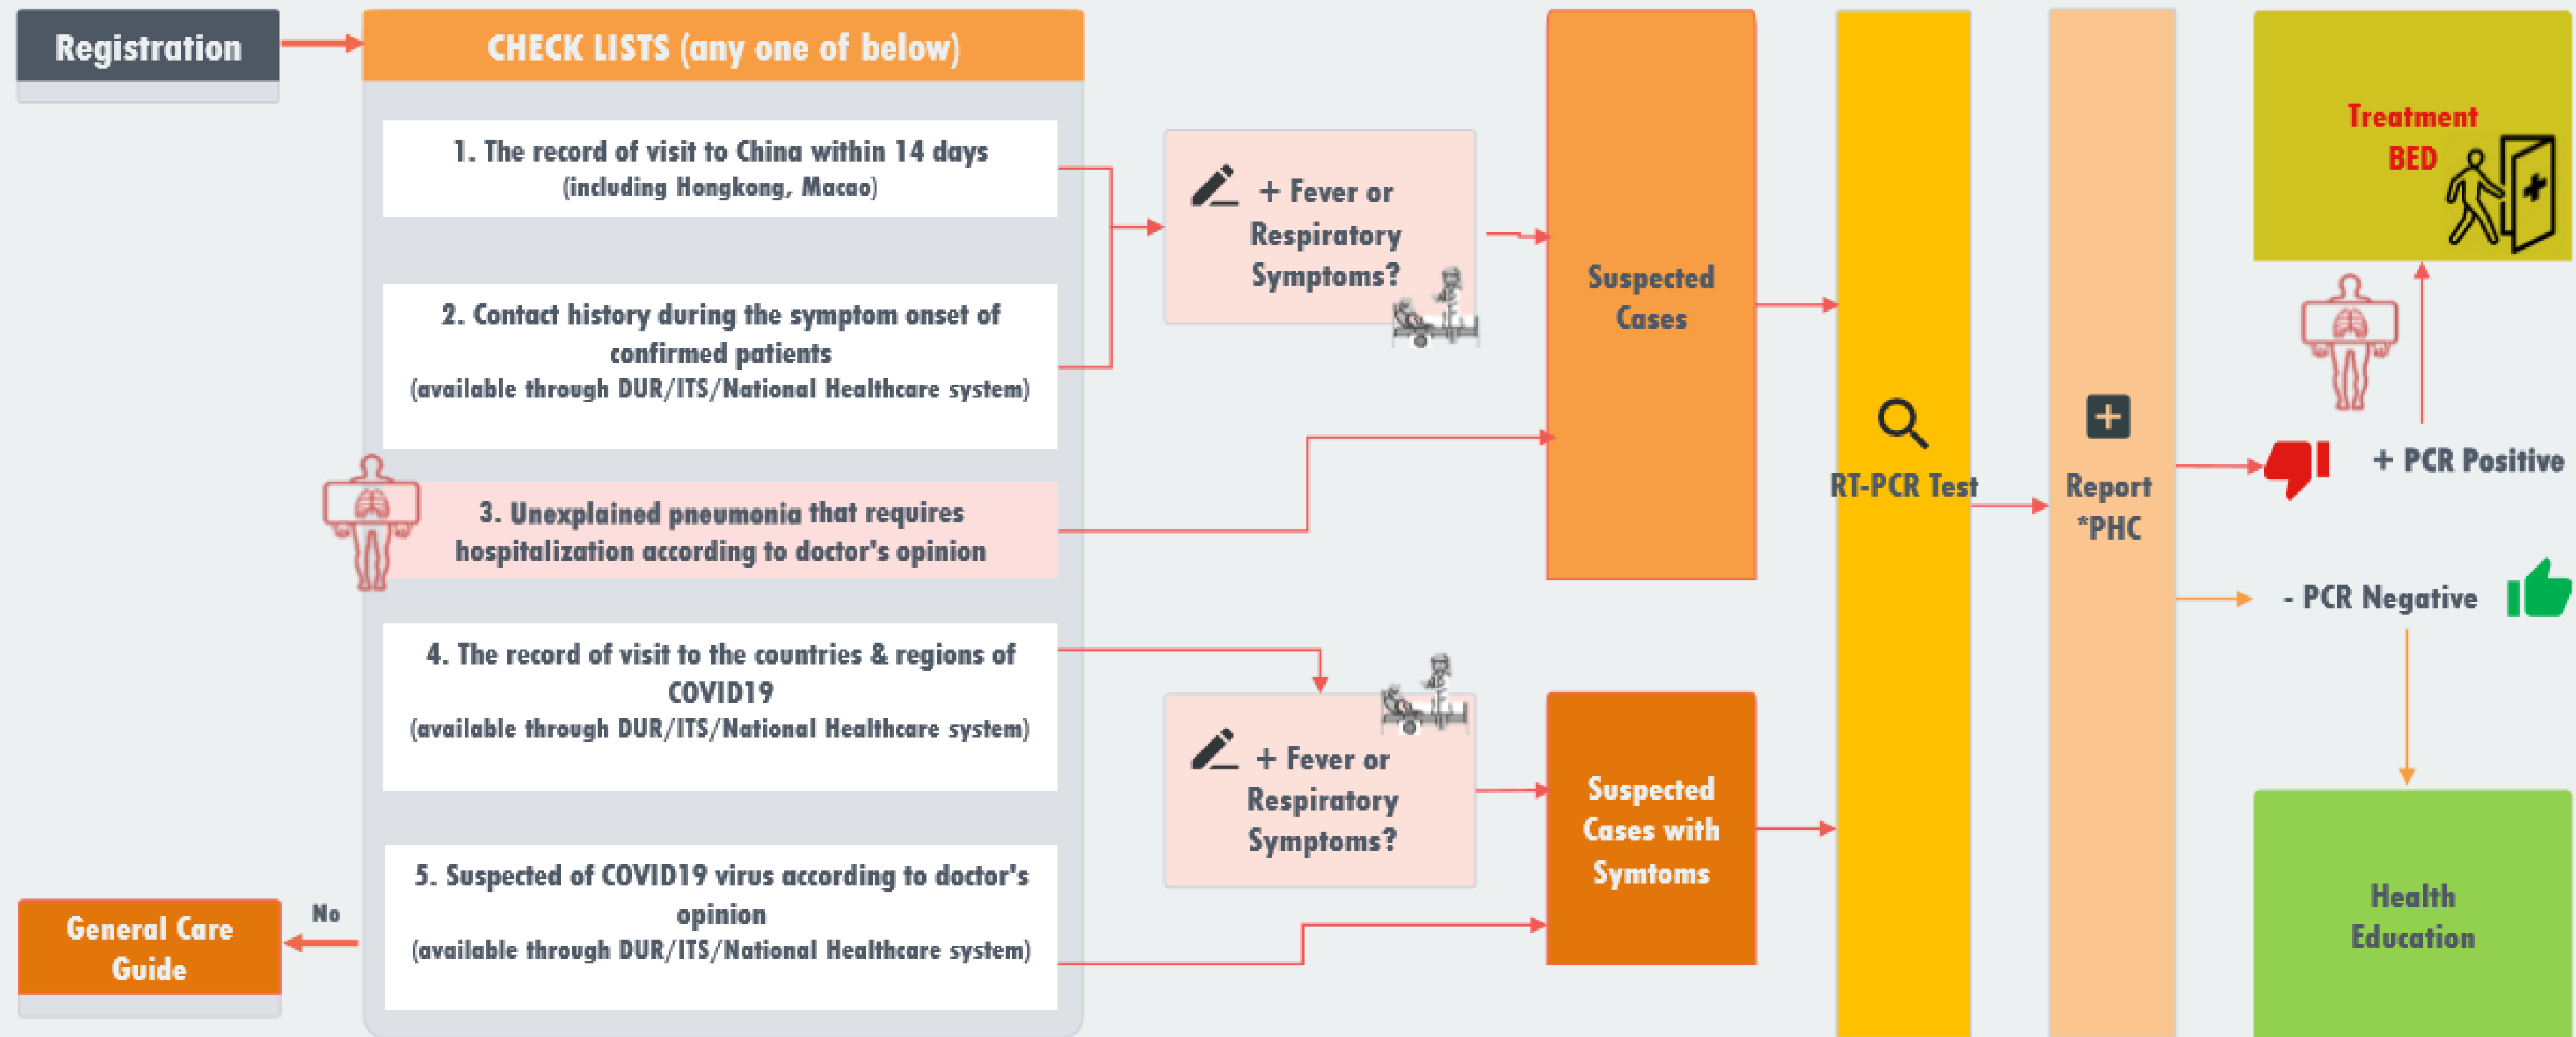 Registration
CHECK LISTS (any one of below)
1. The record of visit to China within 14 days
(including Hongkong, Macao)
2. Contact history during the symptom onset of
confirmed patients
(available through DUR/ITS/National Healthcare system)
3. Unexplained pneumonia that requires
hospitalization according to doctor's opinion
4. The record of visit to the countries & regions of
COVID19
(available through DUR/ITS/National Healthcare system)
5. Suspected of COVID19 virus according to doctor's
opinion
(available through DUR/ITS/National Healthcare system)
No
General Care
Guide
+ Fever or
Respiratory
Symptoms?
+ Fever or
Respiratory
Symptoms?
Suspected
Cases
Suspected
Cases with
Symtoms
RT-PCR Test
Report
*PHC
Treatment
BED
+ PCR Positive
- PCR Negative
Health
Education